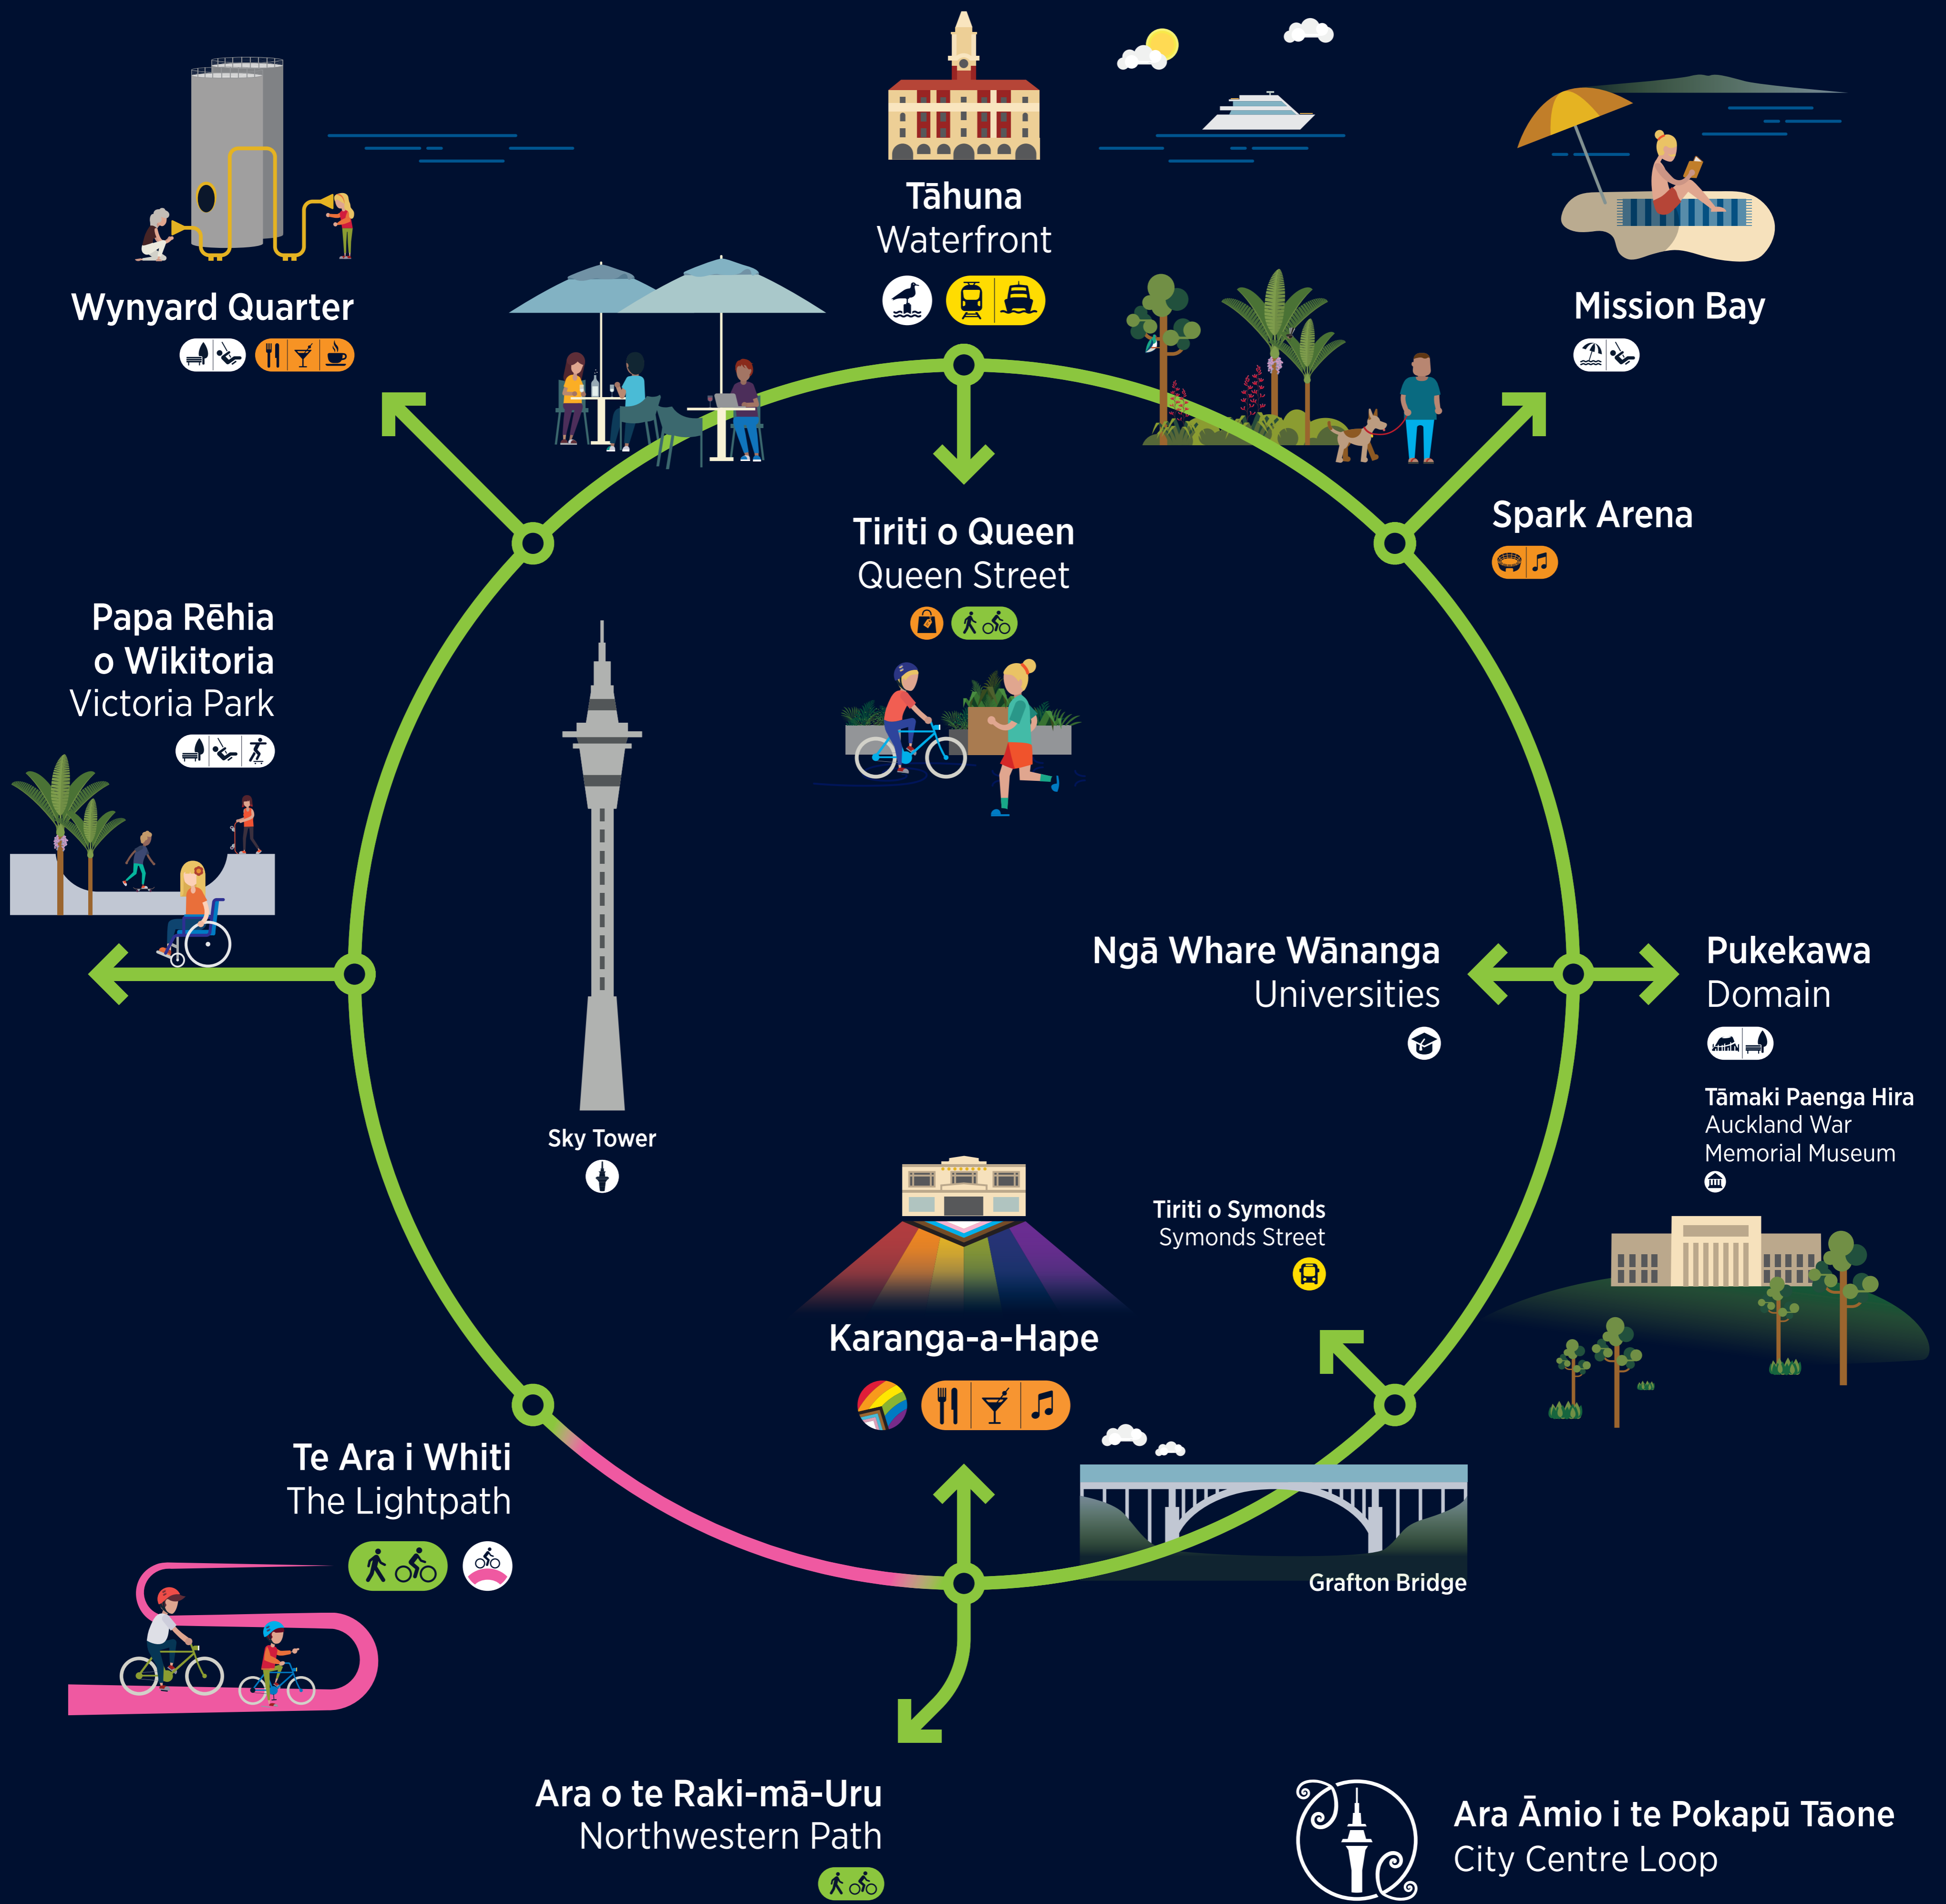 Tāhuna
Waterfront
Wynyard Quarter
Mission Bay
Spark Arena
Tiriti o Queen
Queen Street
Papa Rēhia
o Wikitoria
Victoria Park
Ngā Whare Wānanga
Universities
Pukekawa
Domain
Tāmaki Paenga Hira
Auckland War
Memorial Museum
Sky Tower
Tiriti o Symonds
Symonds Street
Karanga-a-Hape
Te Ara i Whiti
The Lightpath
Grafton Bridge
Ara o te Raki-mā-Uru
Northwestern Path
Ara Āmio i te Pokapū Tāone
City Centre Loop